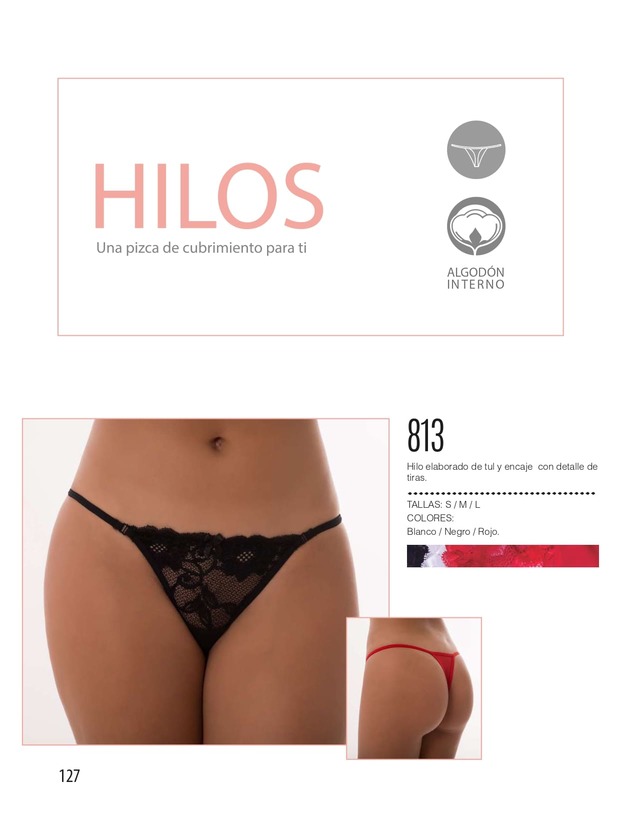 HILOS
Una pizca de cubrimiento para ti
ALGODÓN
INTERNO
813
Hilo elaborado de tul y encaje  con detalle de
tiras.
TALLAS: S / M / L
COLORES:
Blanco / Negro / Rojo.
127